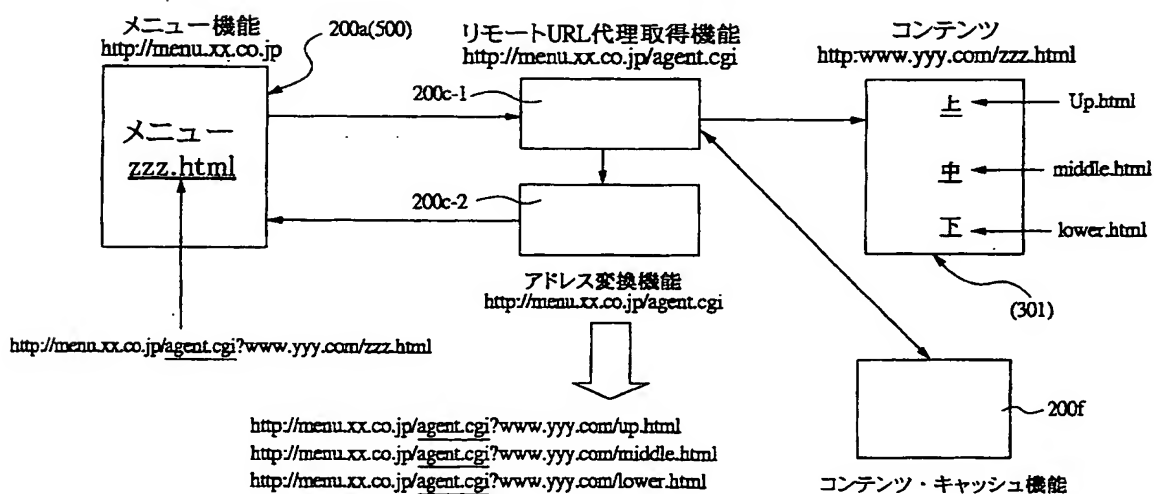 メニュー機能
http://menu.xx.co.jp
200a(500)
リモートURL代理取得機能
http://menu.xx.co.jp/agent.cgi
コンテンツ
http:www.yyy.com/zzz.html
200c-1
メニュー
zzz.html
200c-2
上
Up.html
中
middle.html
下
lower.html
アドレス変換機能
http://menu.xx.co.jp/agent.cgi
(301)
http://menu.xx.co.jp/agent.cgi?www.yyy.com/zzz.html
200f
http://menu.xx.co.jp/agent.cgi?www.yyy.com/up.html
http://menu.xx.co.jp/agent.cgi?www.yyy.com/middle.html
http://menu.xx.co.jp/agent.cgi?www.yyy.com/lower.html
コンテンツ・キャッシュ機能